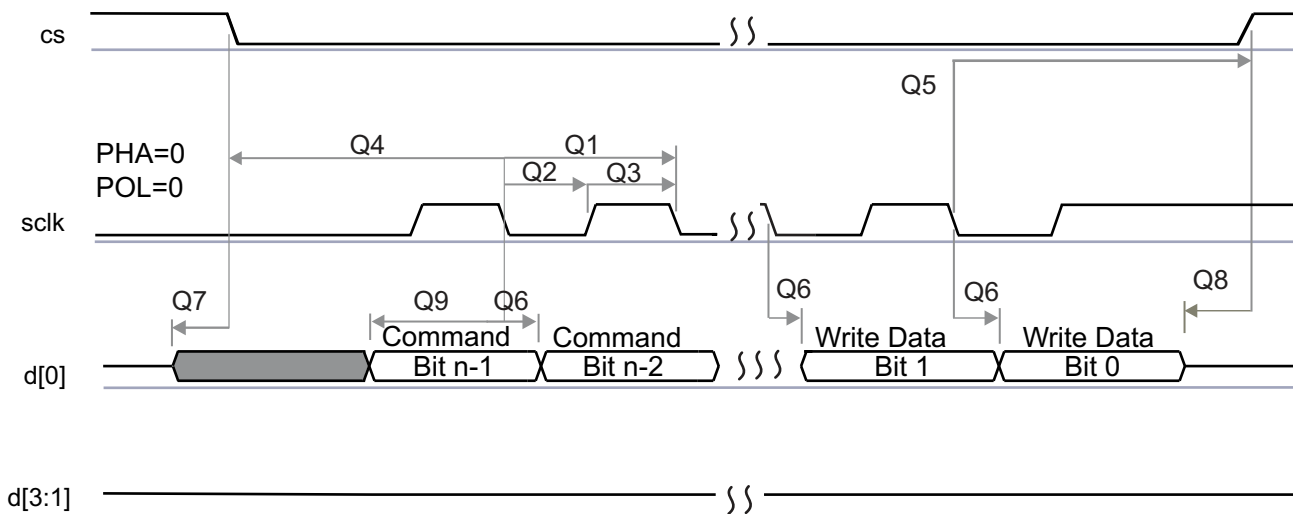 cs
Q5
PHA=0
POL=0
Q4
Q1
Q2
Q3
sclk
Q7
Q9
Q6
Q6
Q6
Q8
Command
Command
Write Data
Write Data
d[0]
Bit n-1
Bit n-2
Bit 1
Bit 0
d[3:1]